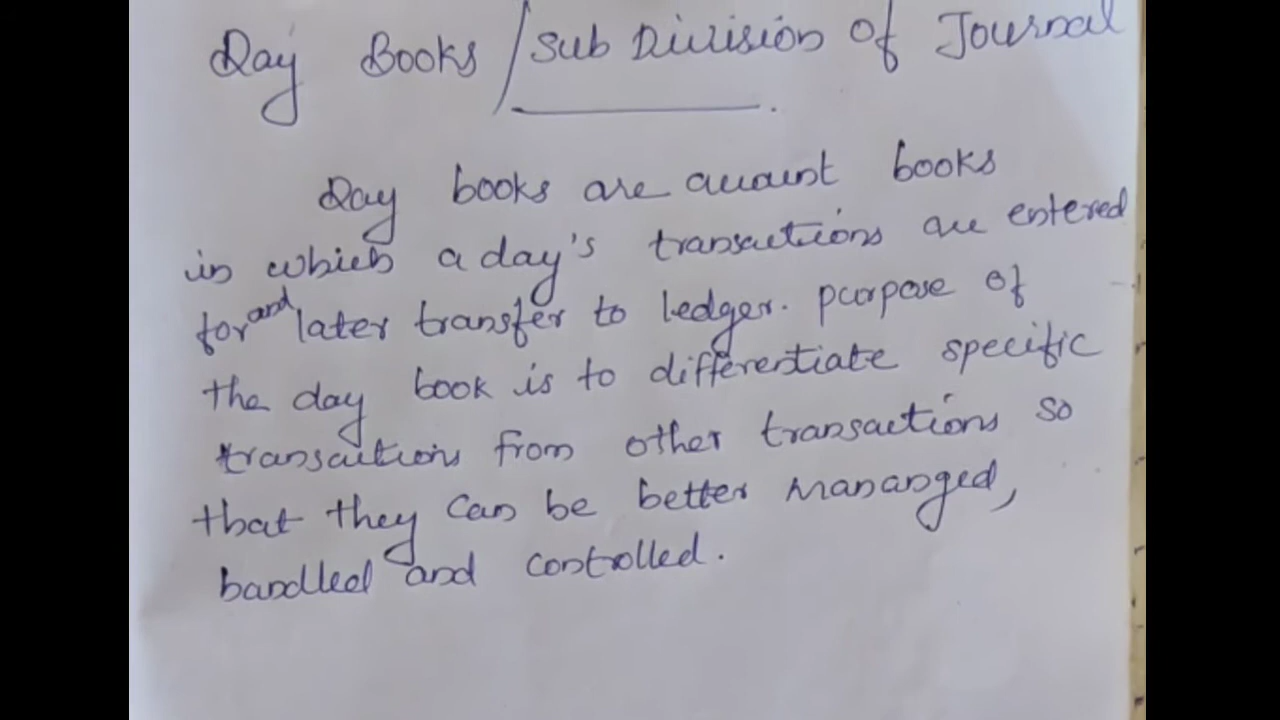 Day Books / Sub Division of Journal
Day books are account books
in which a day's transactions are entered
for and later transfer to ledger. purpose of
the day book is to differentiate specific
transactions from other transactions so
that they can be better mananged,
handled and controlled.